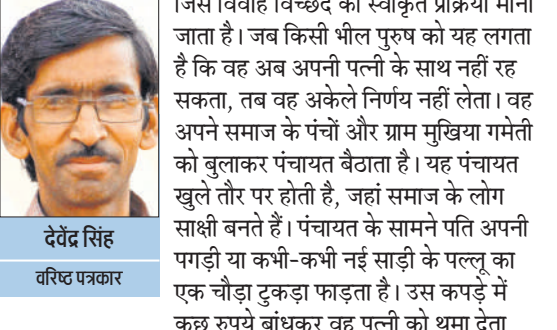 जिसे विवाह विच्छेद की स्वीकृत प्रक्रिया माना
जाता है। जब किसी भील पुरुष को यह लगता
है कि वह अब अपनी पत्नी के साथ नहीं रह
सकता, तब वह अकेले निर्णय नहीं लेता। वह
अपने समाज के पंचों और ग्राम मुखिया गमेती
को बुलाकर पंचायत बैठाता है। यह पंचायत
खुले तौर पर होती है, जहां समाज के लोग
साक्षी बनते हैं। पंचायत के सामने पति अपनी
पगड़ी या कभी-कभी नई साड़ी के पल्लू का
एक चौड़ा टुकड़ा फाड़ता है। उस कपड़े में
कुछ रुपये बांधकर वह पत्नी को थमा देता
देवेंद्र सिंह
वरिष्ठ पत्रकार